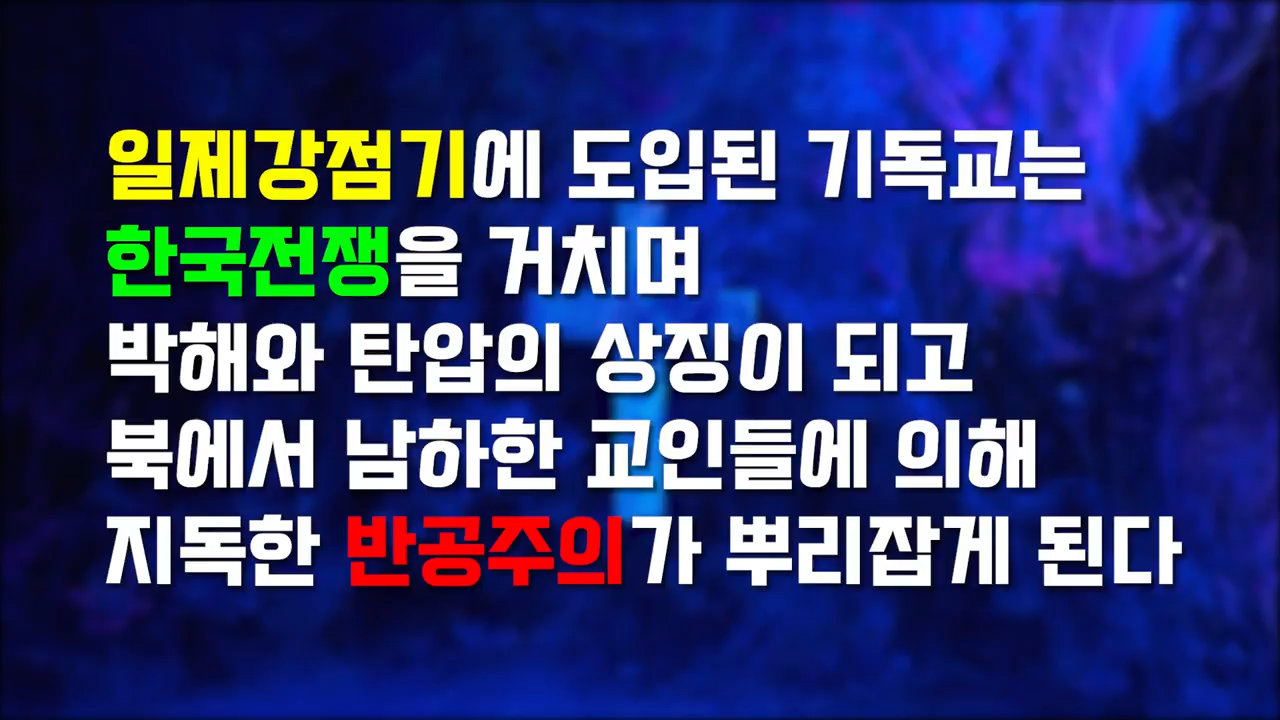 일제강점기에 도입된 기독교는
한국전쟁을 거치며
박해와 탄압의 상징이 되고
북에서 남하한 교인들에 의해
지독한 반공주의가 뿌리잡게 된다